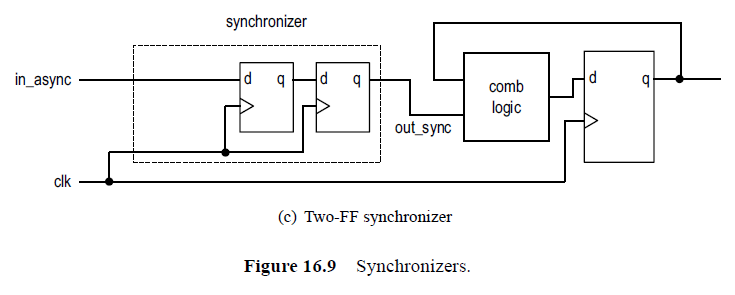 synchronizer
in_async
d q
d q
out_sync
comb
logic
d q
clk
(c) Two-FF synchronizer
Figure 16.9 Synchronizers.